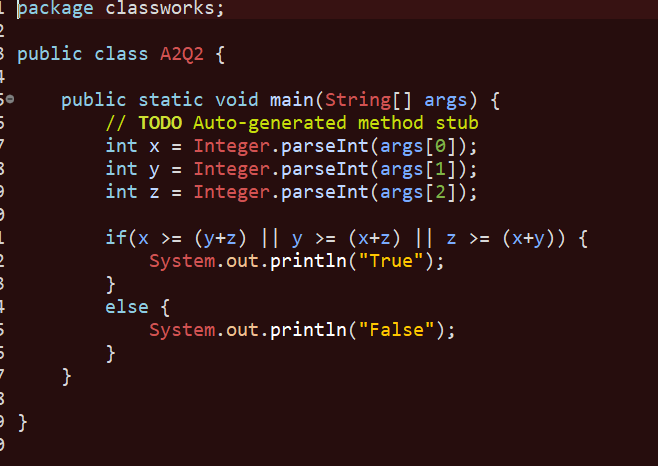 1 package classworks;
2
3 public class A2Q2 {
4
5 public static void main(String[] args) {
6 // TODO Auto-generated method stub
7 int x = Integer.parseInt(args[0]);
8 int y = Integer.parseInt(args[1]);
9 int z = Integer.parseInt(args[2]);
0
1 if(x >= (y+z) || y >= (x+z) || z >= (x+y)) {
2 System.out.println("True");
3 }
4 else {
5 System.out.println("False");
6 }
7 }
8
9 }
0